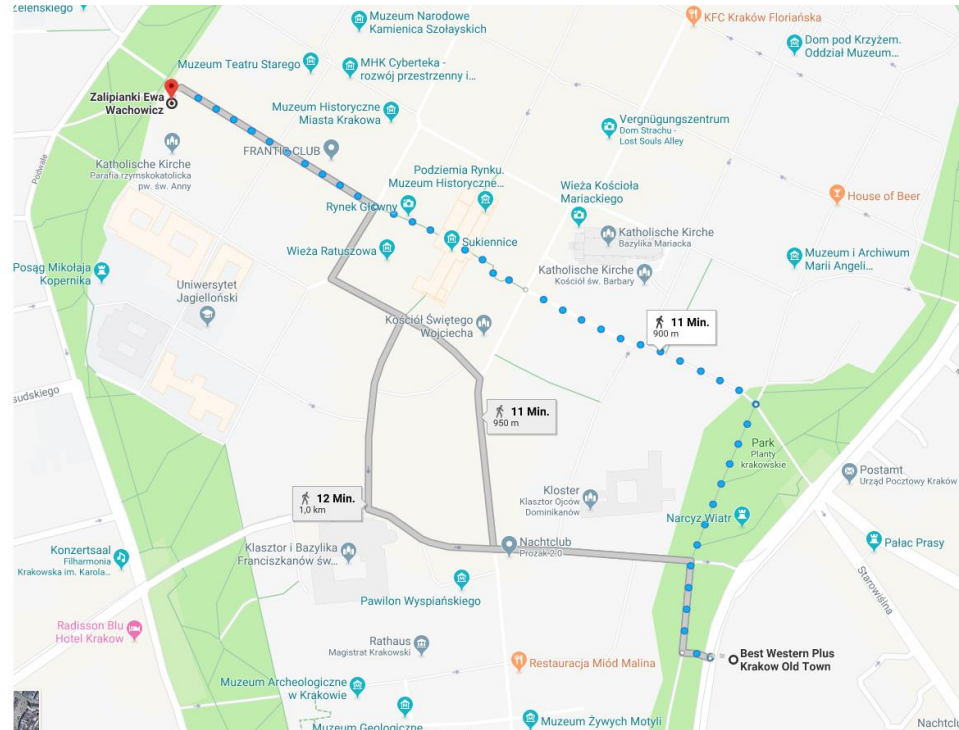 Zeleńskiego
Muzeum Narodowe
Kamienica Szołayskich
KFC Kraków Floriańska
Dom pod Krzyżem.
Oddział Muzeum...
Muzeum Teatru Starego
MHK Cyberteka -
rozwój przestrzenny i...
Zalipianki Ewa
Wachowicz
Muzeum Historyczne
Miasta Krakowa
Vergnügungszentrum
Dom Strachu -
Lost Souls Alley
FRANTIC CLUB
Katholische Kirche
Parafia rzymskokatolicka
pw. św. Anny
Podwale
Podziemia Rynku.
Muzeum Historyczne...
Wieża Kościoła
Mariackiego
House of Beer
Rynek Główny
Katholische Kirche
Bazylika Mariacka
Sukiennice
Wieża Ratuszowa
Muzeum i Archiwum
Marii Angeli...
Katholische Kirche
Kościół św. Barbary
Posąg Mikołaja
Kopernika
Uniwersytet
Jagielloński
Kościół Świętego
Wojciecha
11 Min.
900 m
sudskiego
11 Min.
950 m
Park
Planty
krakowskie
Postamt
Urząd Pocztowy Kraków
12 Min.
1,0 km
Kloster
Klasztor Ojców
Dominikanów
Narcyz Wiatr
Pałac Prasy
Konzertsaal
Filharmonia
Krakowska im. Karola...
Klasztor i Bazylika
Franciszkanów św...
Nachtclub
Prozak 2.0
Starowiślna
Pawilon Wyspiańskiego
Radisson Blu
Hotel Krakow
Rathaus
Magistrat Krakowski
Restauracja Miód Malina
Best Western Plus
Krakow Old Town
Muzeum Archeologiczne
w Krakowie
Muzeum Geologiczne
Muzeum Żywych Motyli
Nachtclu